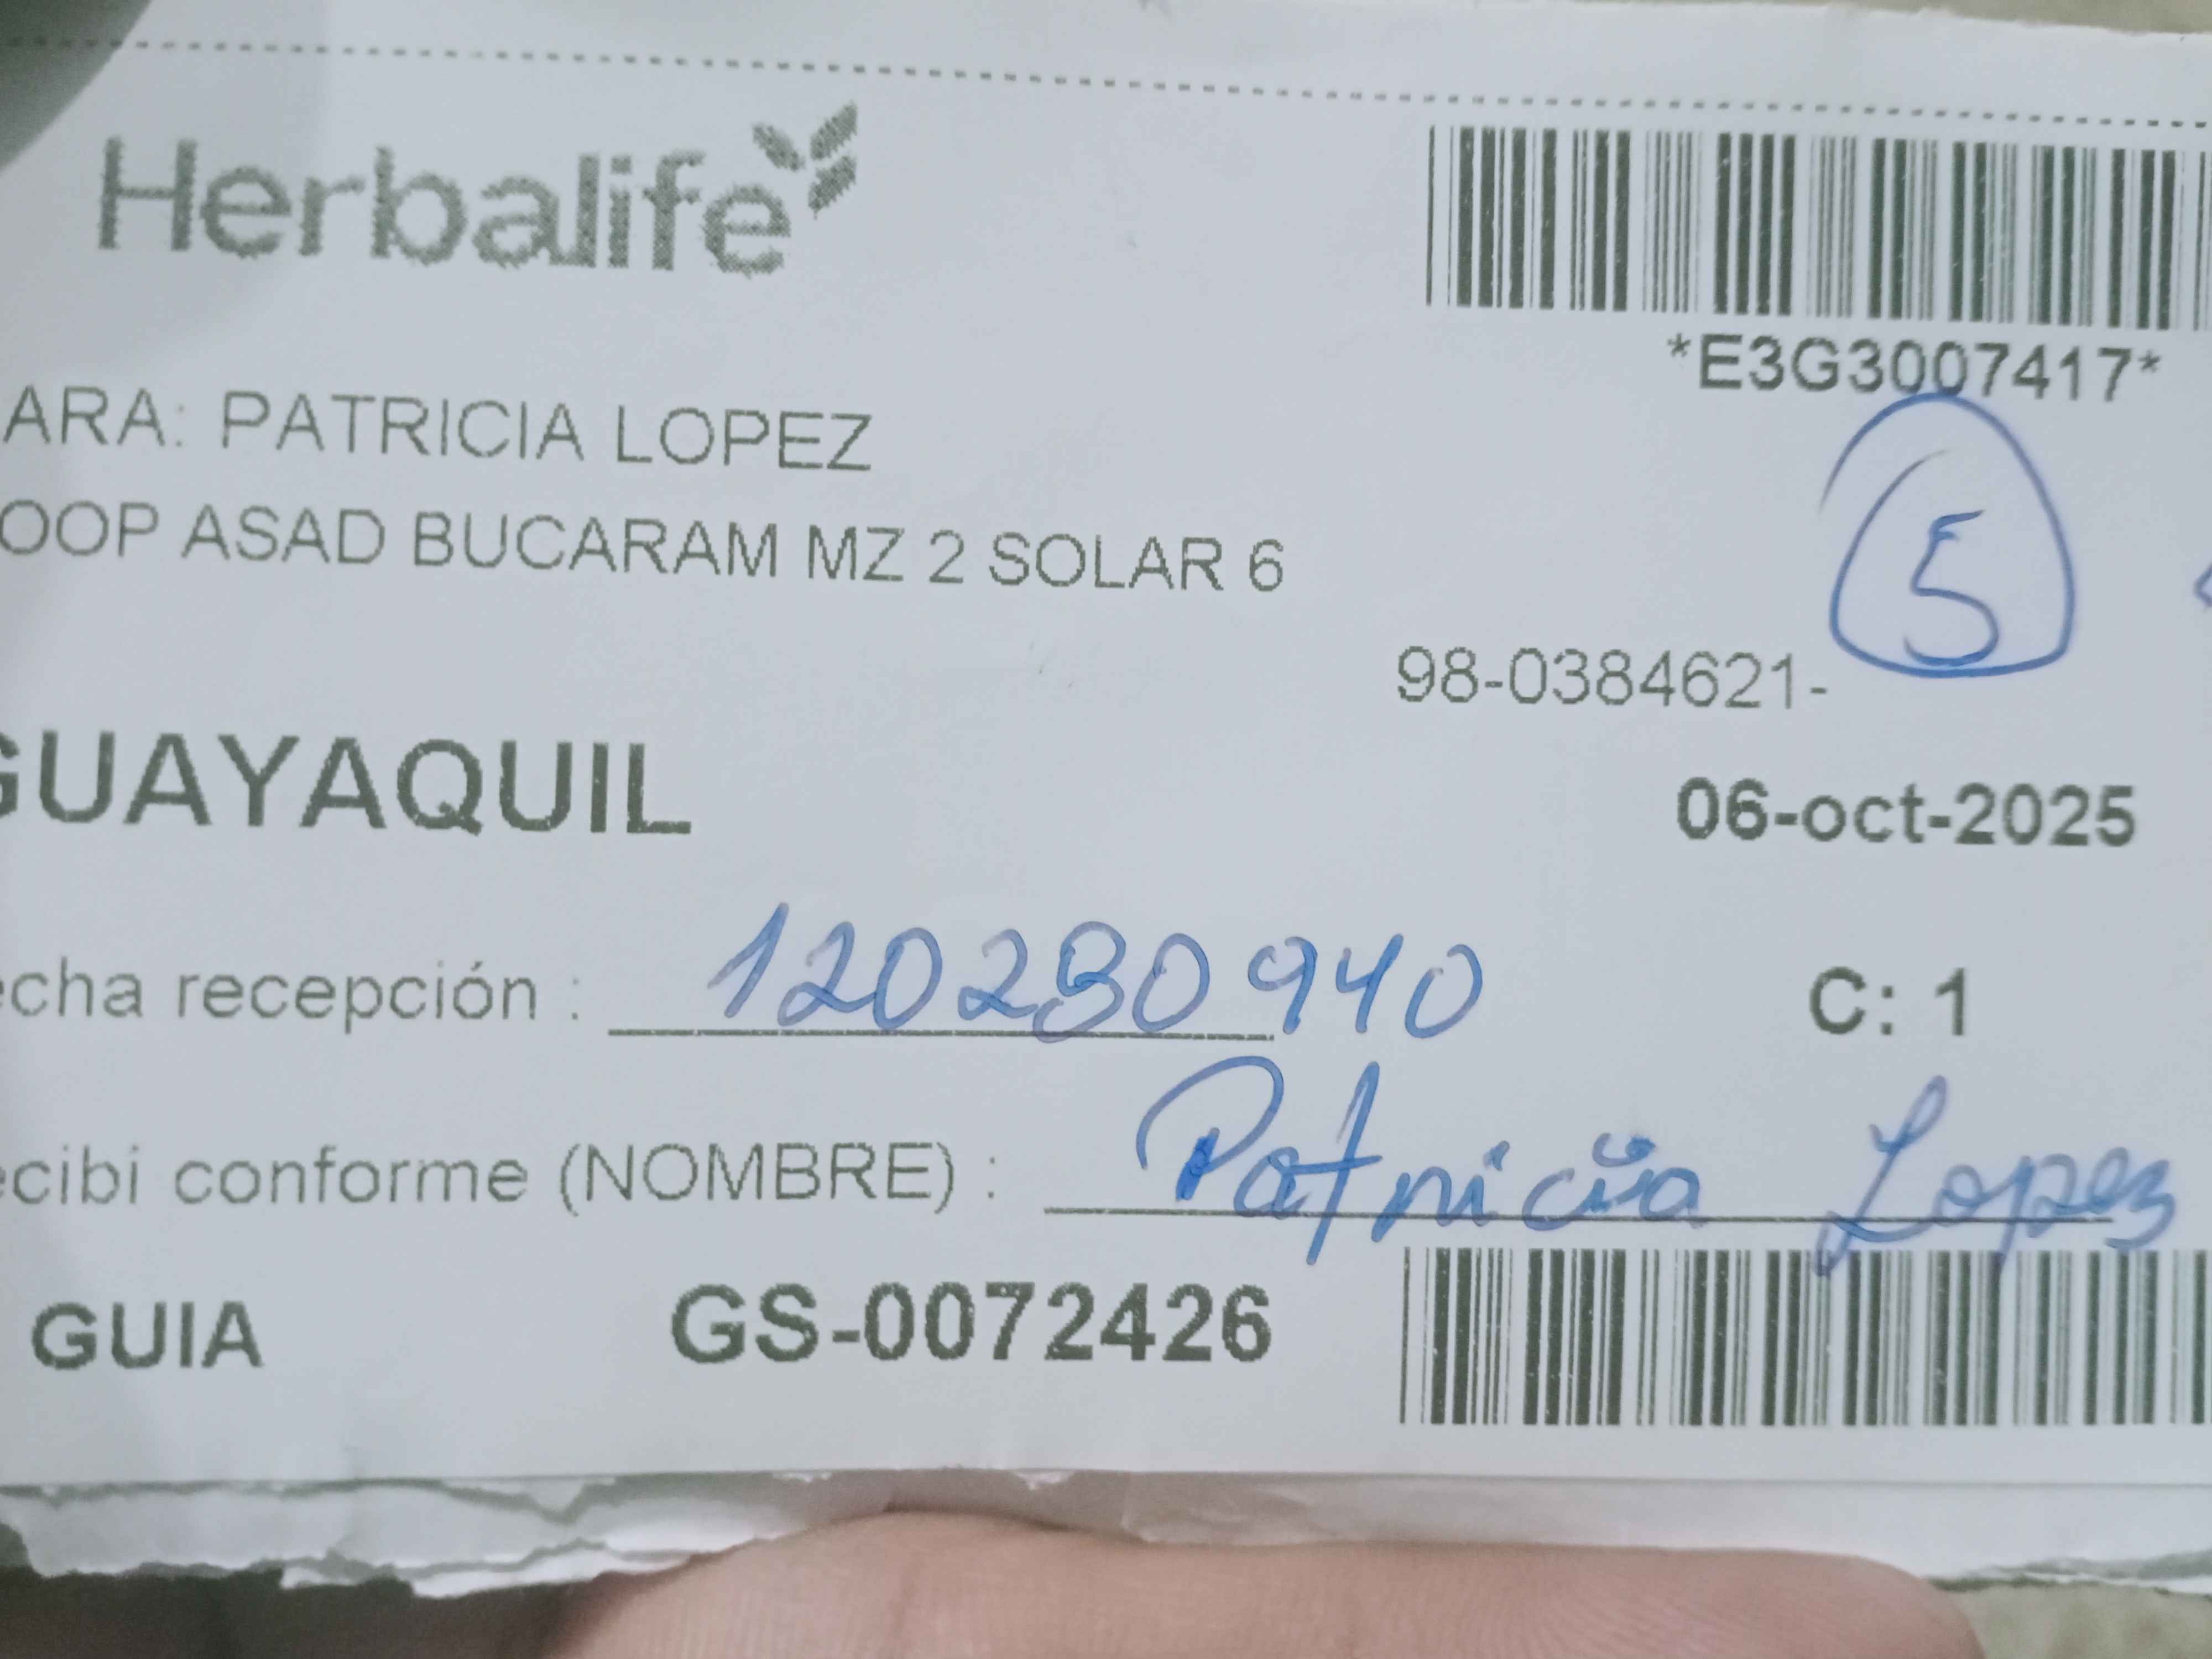 Herbalife
*E3G3007417*
ARA: PATRICIA LOPEZ
OOP ASAD BUCARAM MZ 2 SOLAR 6
5
98-0384621-
GUAYAQUIL
06-oct-2025
echa recepción : 120280940
C: 1
ecibi conforme (NOMBRE) : Patricia Lopez
GUIA GS-0072426